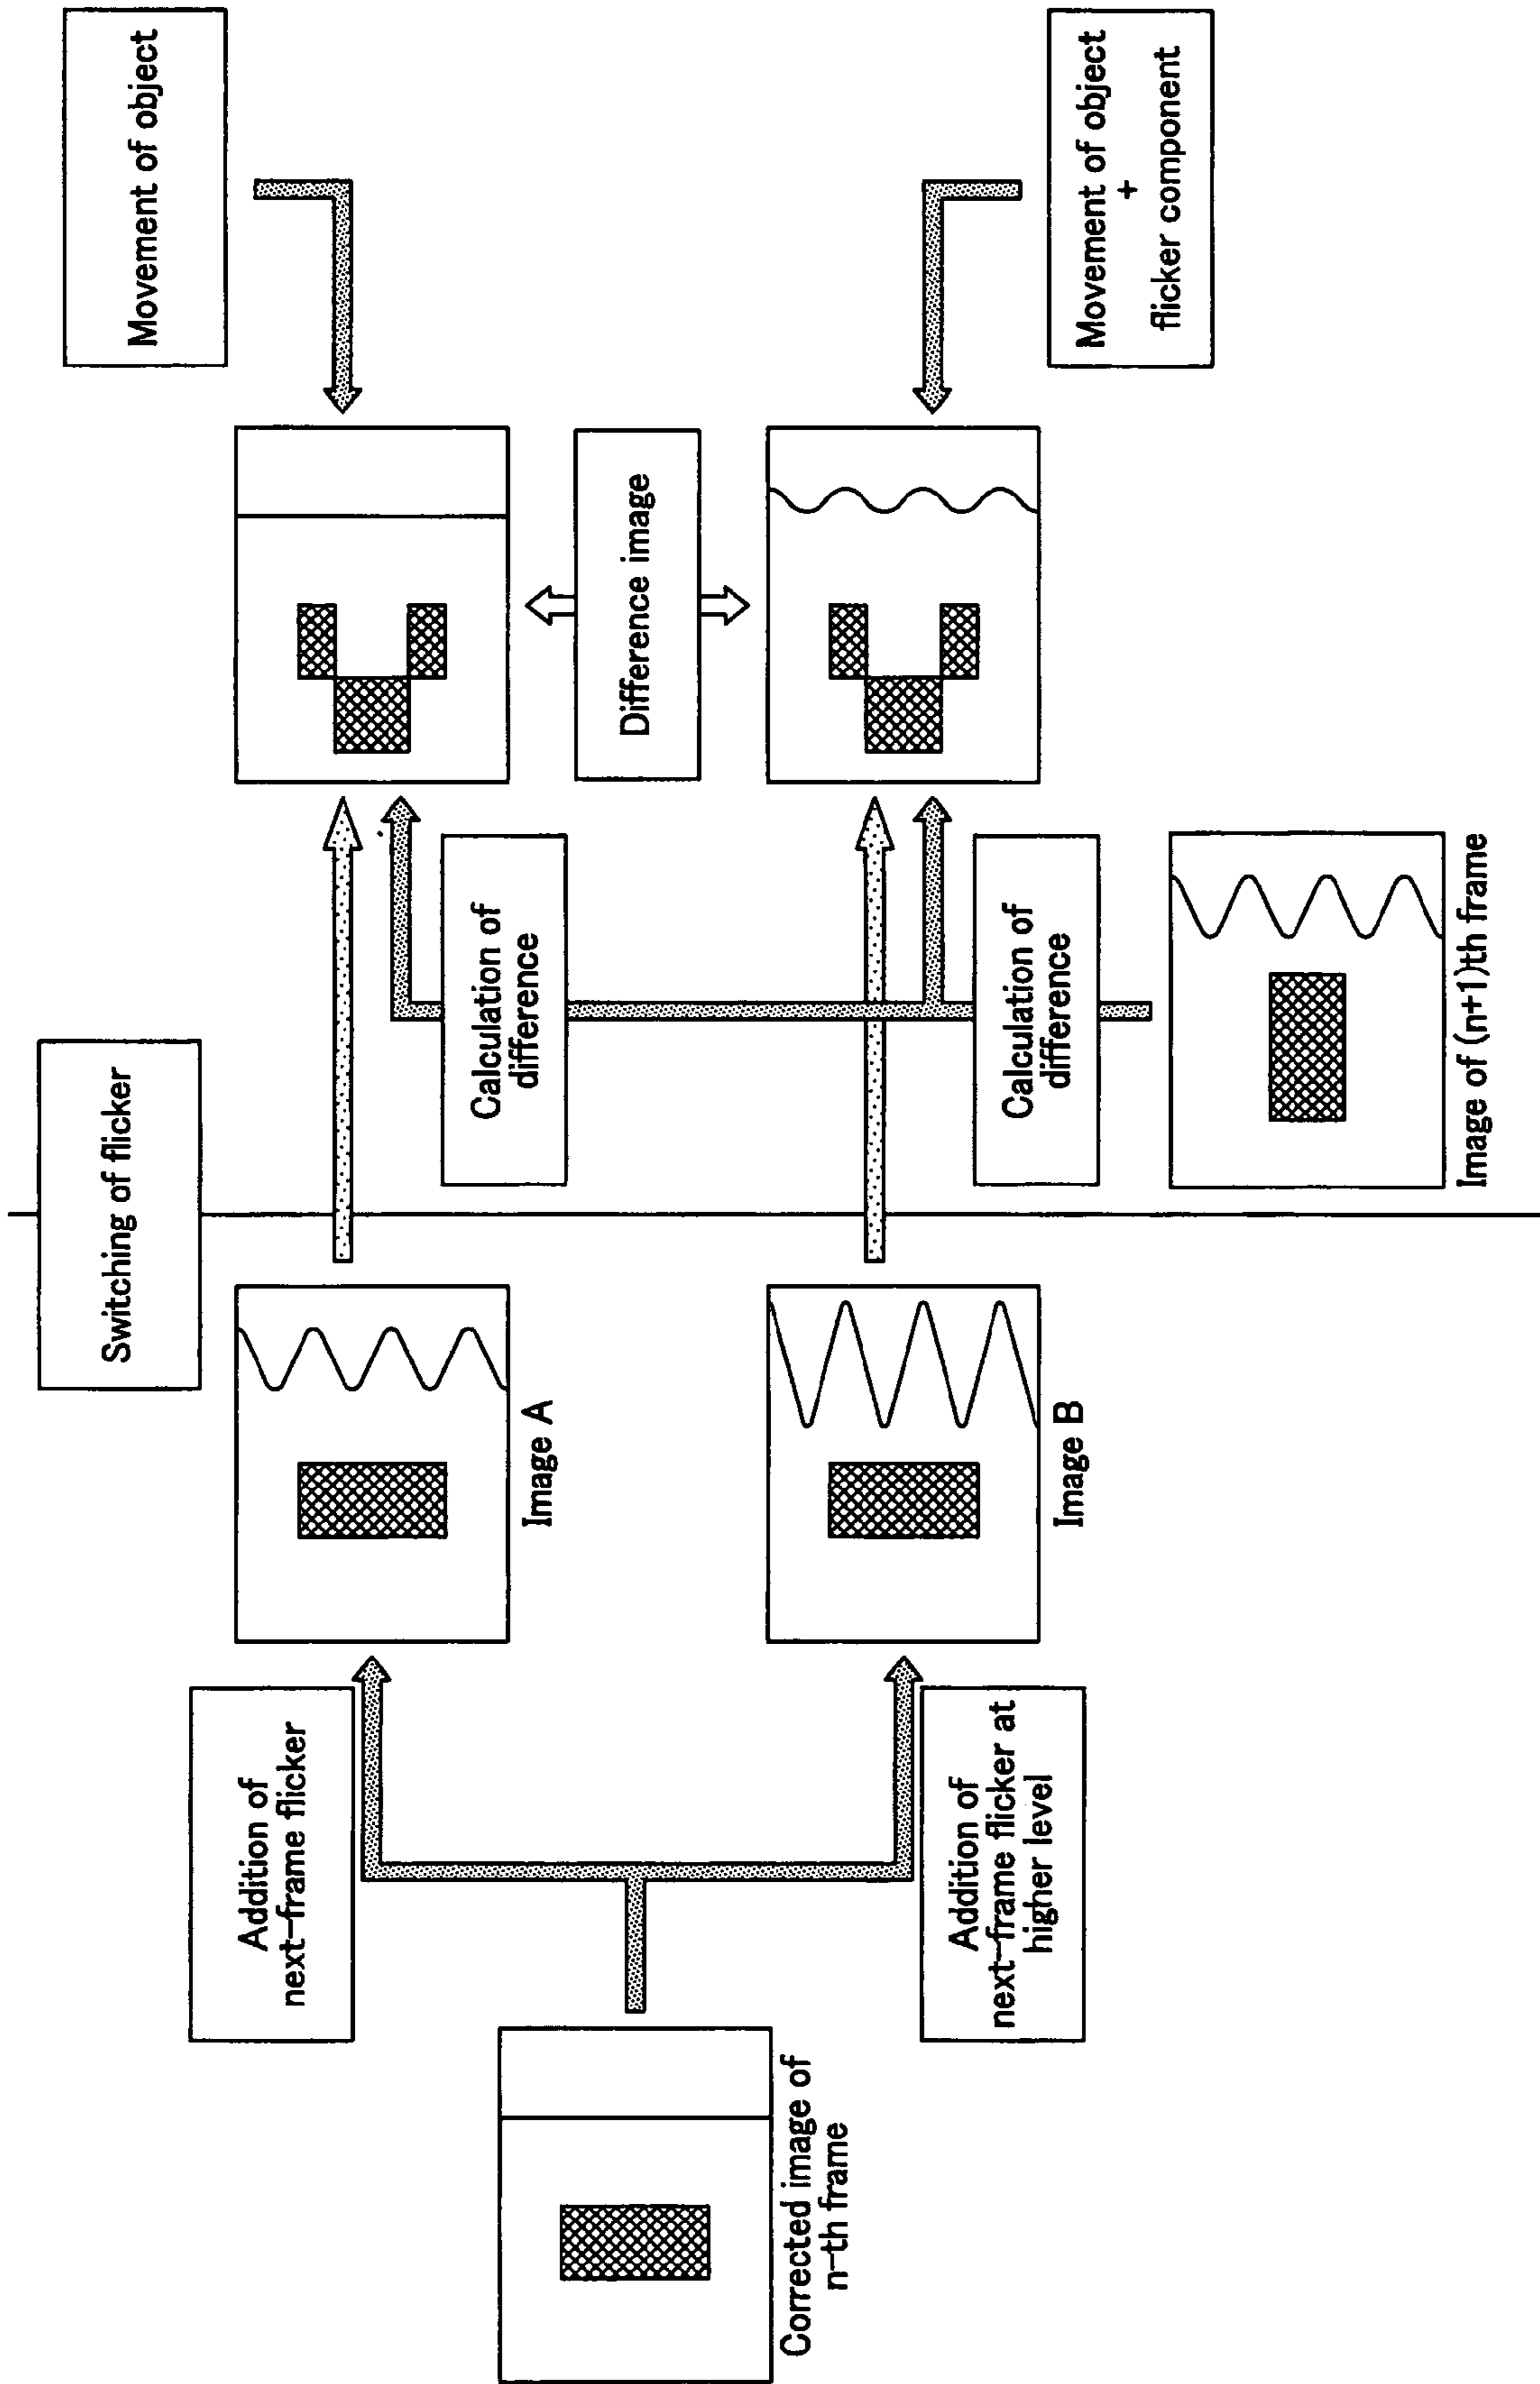 Corrected image of
n-th frame
Addition of
next-frame flicker
Addition of
next-frame flicker at
higher level
Image A
Image B
Switching of flicker
Calculation of
difference
Calculation of
difference
Image of (n+1)th frame
Difference image
Movement of object
Movement of object
+
flicker component